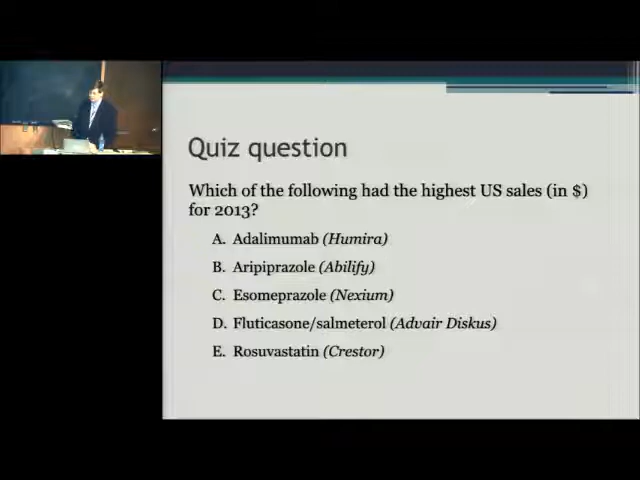 Quiz question
Which of the following had the highest US sales (in $)
for 2013?
A. Adalimumab (Humira)
B. Aripiprazole (Abilify)
C. Esomeprazole (Nexium)
D. Fluticasone/salmeterol (Advair Diskus)
E. Rosuvastatin (Crestor)